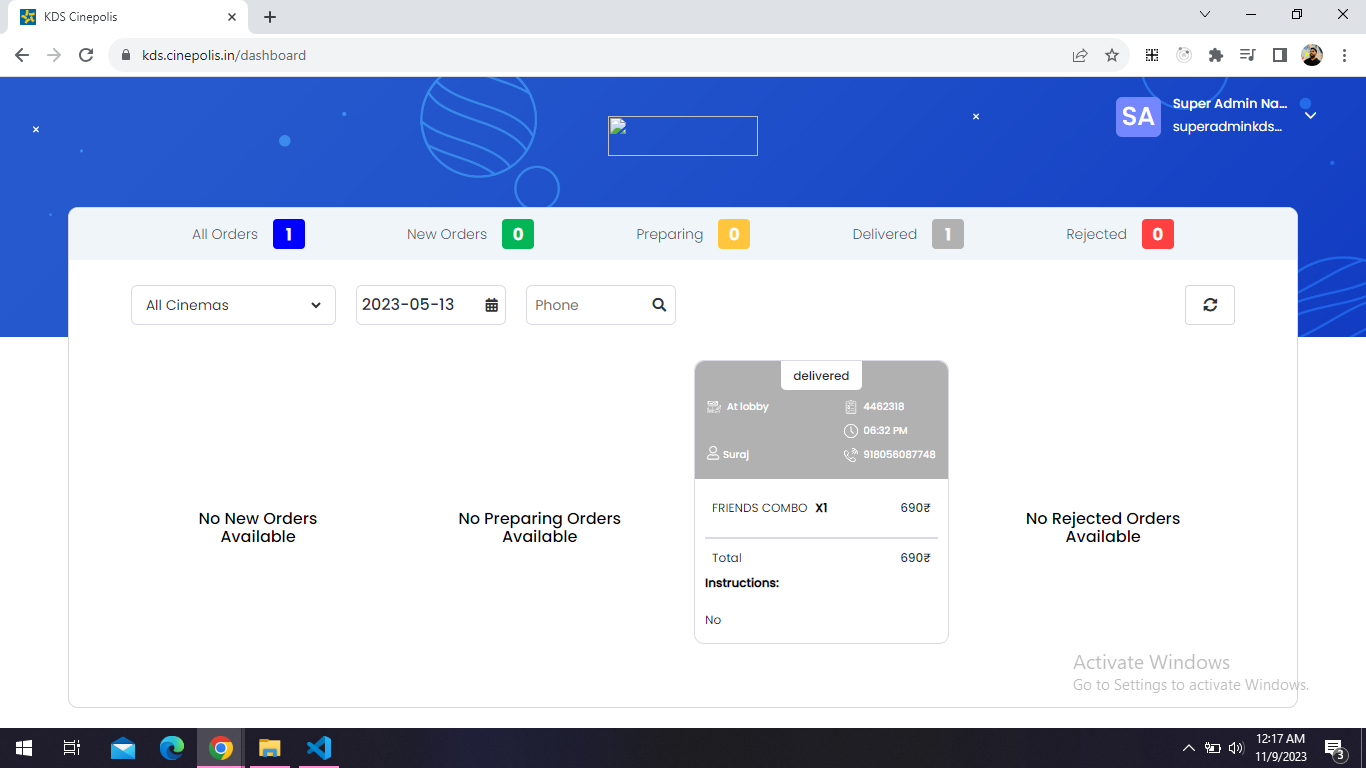 KDS Cinepolis
kds.cinepolis.in/dashboard
SA
Super Admin Na...
superadminkds...
All Orders 1
New Orders 0
Preparing 0
Delivered 1
Rejected 0
All Cinemas
2023-05-13
Phone
delivered
At lobby
4462318
06:32 PM
Suraj
918056087748
FRIENDS COMBO X1 690₹
Total 690₹
Instructions:
No
No New Orders
Available
No Preparing Orders
Available
No Rejected Orders
Available
Activate Windows
Go to Settings to activate Windows.
12:17 AM
11/9/2023
3